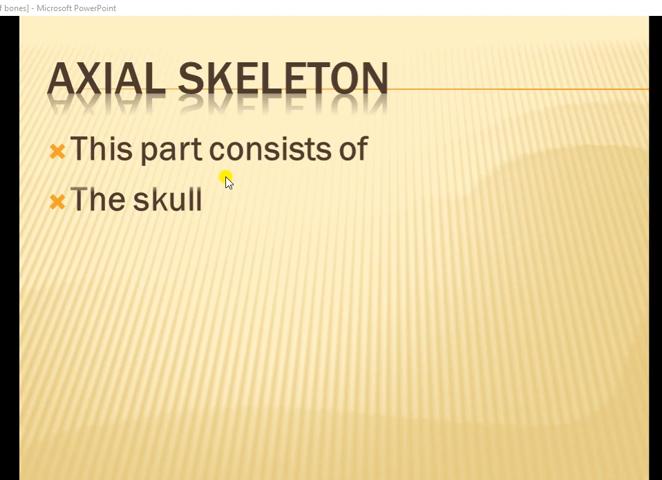 f bones] - Microsoft PowerPoint
AXIAL SKELETON
This part consists of
The skull